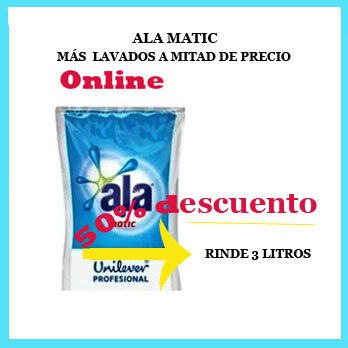 ALA MATIC
MÁS LAVADOS A MITAD DE PRECIO
Online
ala
matic
50% descuento
RINDE 3 LITROS
Unilever
PROFESIONAL